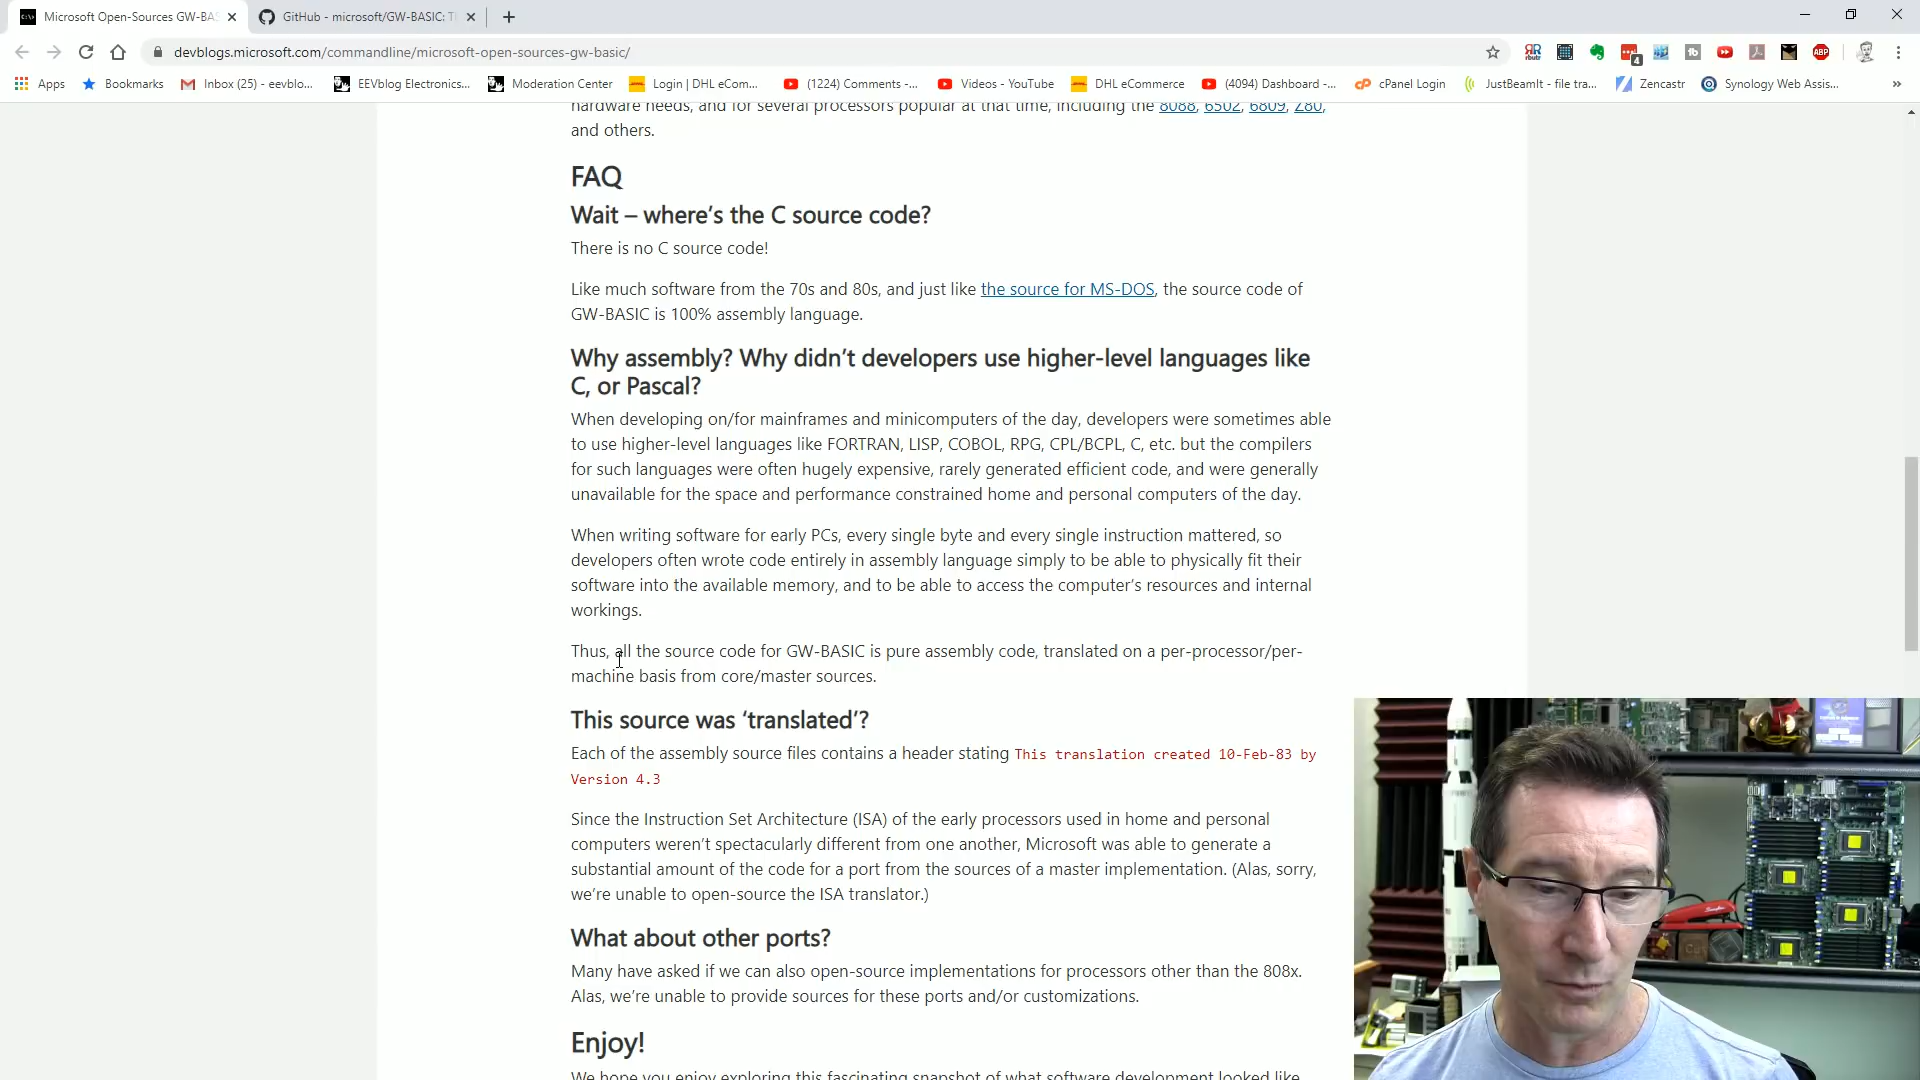 Microsoft Open-Sources GW-BAS
GitHub - microsoft/GW-BASIC: Th
devblogs.microsoft.com/commandline/microsoft-open-sources-gw-basic/
Apps
Bookmarks
Inbox (25) - eevblo...
EEVblog Electronics...
Moderation Center
Login | DHL eCom...
(1224) Comments -...
Videos - YouTube
DHL eCommerce
(4094) Dashboard -...
cPanel Login
JustBeamIt - file tra...
Zencastr
Synology Web Assis...
hardware needs, and for several processors popular at that time, including the 8088, 6502, 6809, Z80,
and others.
FAQ
Wait – where's the C source code?
There is no C source code!
Like much software from the 70s and 80s, and just like the source for MS-DOS, the source code of
GW-BASIC is 100% assembly language.
Why assembly? Why didn't developers use higher-level languages like
C, or Pascal?
When developing on/for mainframes and minicomputers of the day, developers were sometimes able
to use higher-level languages like FORTRAN, LISP, COBOL, RPG, CPL/BCPL, C, etc. but the compilers
for such languages were often hugely expensive, rarely generated efficient code, and were generally
unavailable for the space and performance constrained home and personal computers of the day.
When writing software for early PCs, every single byte and every single instruction mattered, so
developers often wrote code entirely in assembly language simply to be able to physically fit their
software into the available memory, and to be able to access the computer's resources and internal
workings.
Thus, all the source code for GW-BASIC is pure assembly code, translated on a per-processor/per-
machine basis from core/master sources.
This source was 'translated'?
Each of the assembly source files contains a header stating This translation created 10-Feb-83 by
Version 4.3
Since the Instruction Set Architecture (ISA) of the early processors used in home and personal
computers weren't spectacularly different from one another, Microsoft was able to generate a
substantial amount of the code for a port from the sources of a master implementation. (Alas, sorry,
we're unable to open-source the ISA translator.)
What about other ports?
Many have asked if we can also open-source implementations for processors other than the 808x.
Alas, we're unable to provide sources for these ports and/or customizations.
Enjoy!
We hope you enjoy exploring this fascinating snapshot of what software development looked like